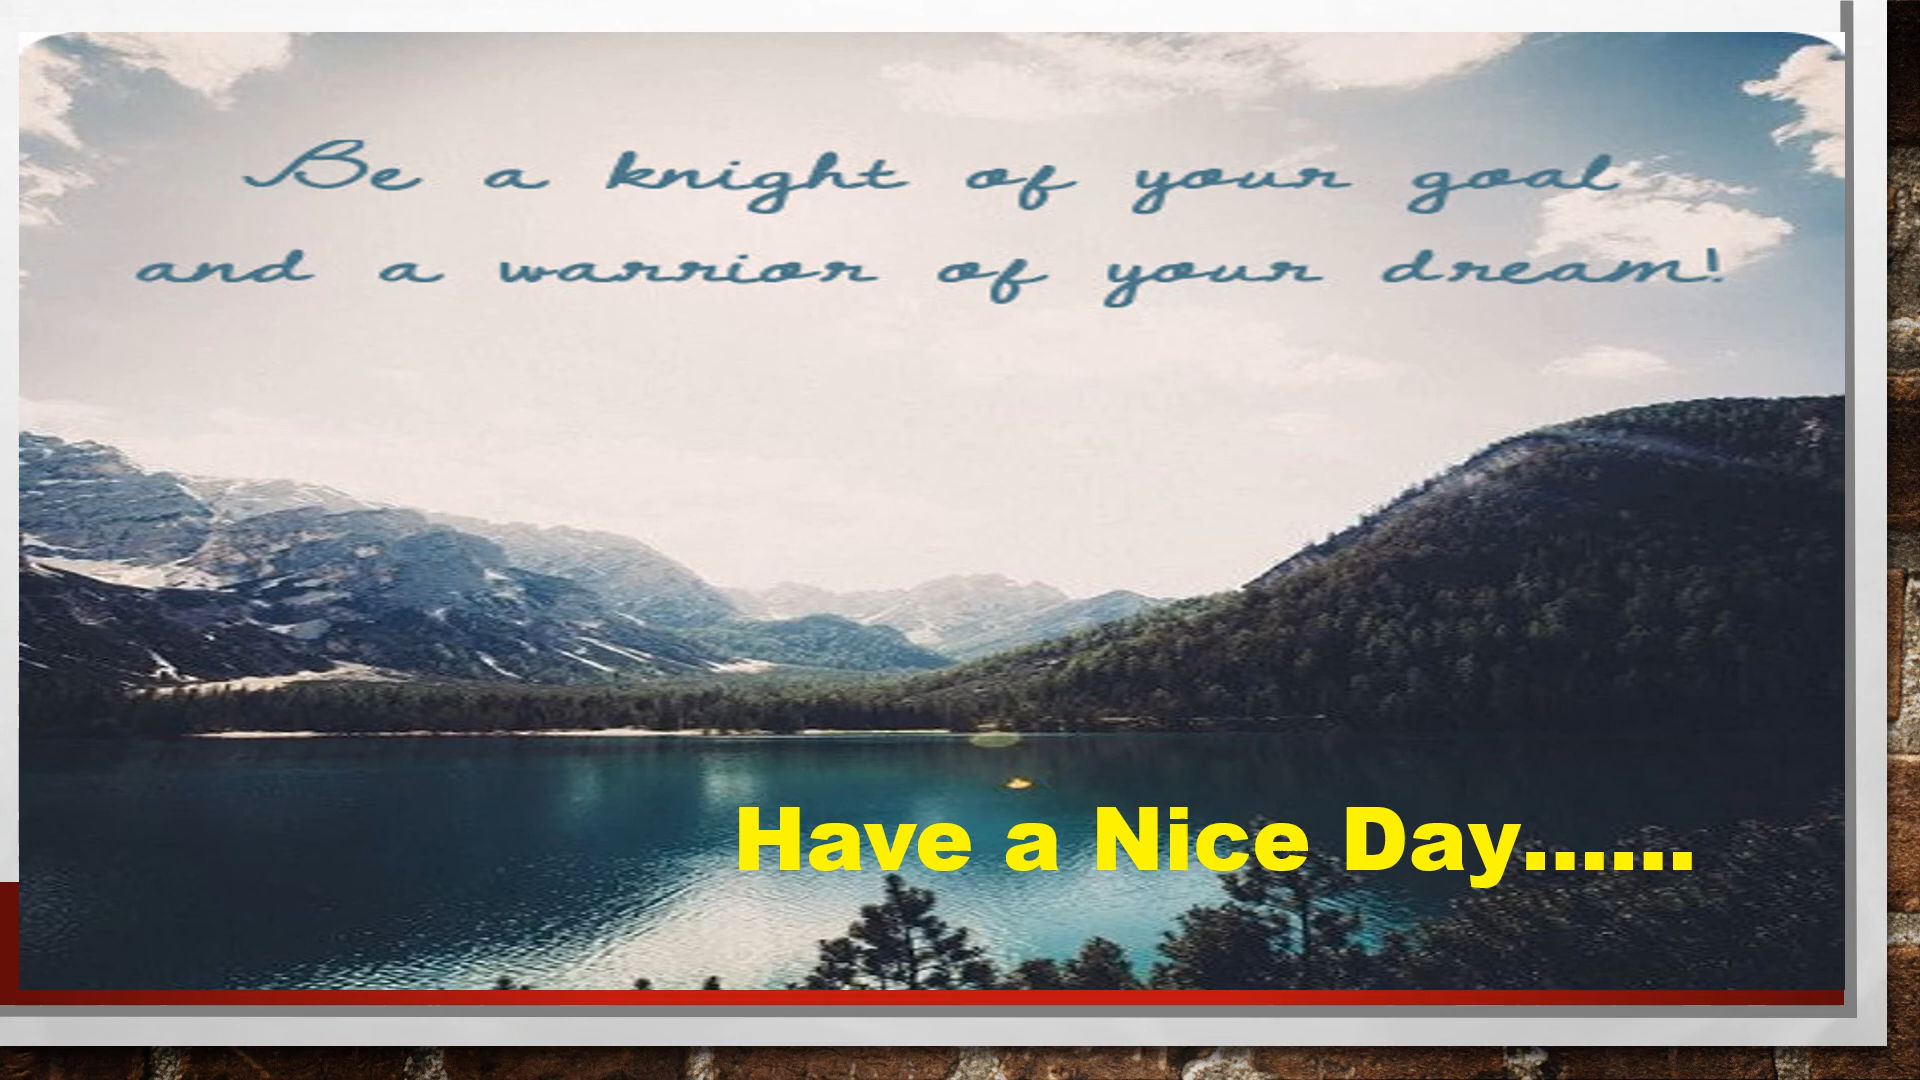 Be a knight of your goal
and a warrior of your dream!
Have a Nice Day......